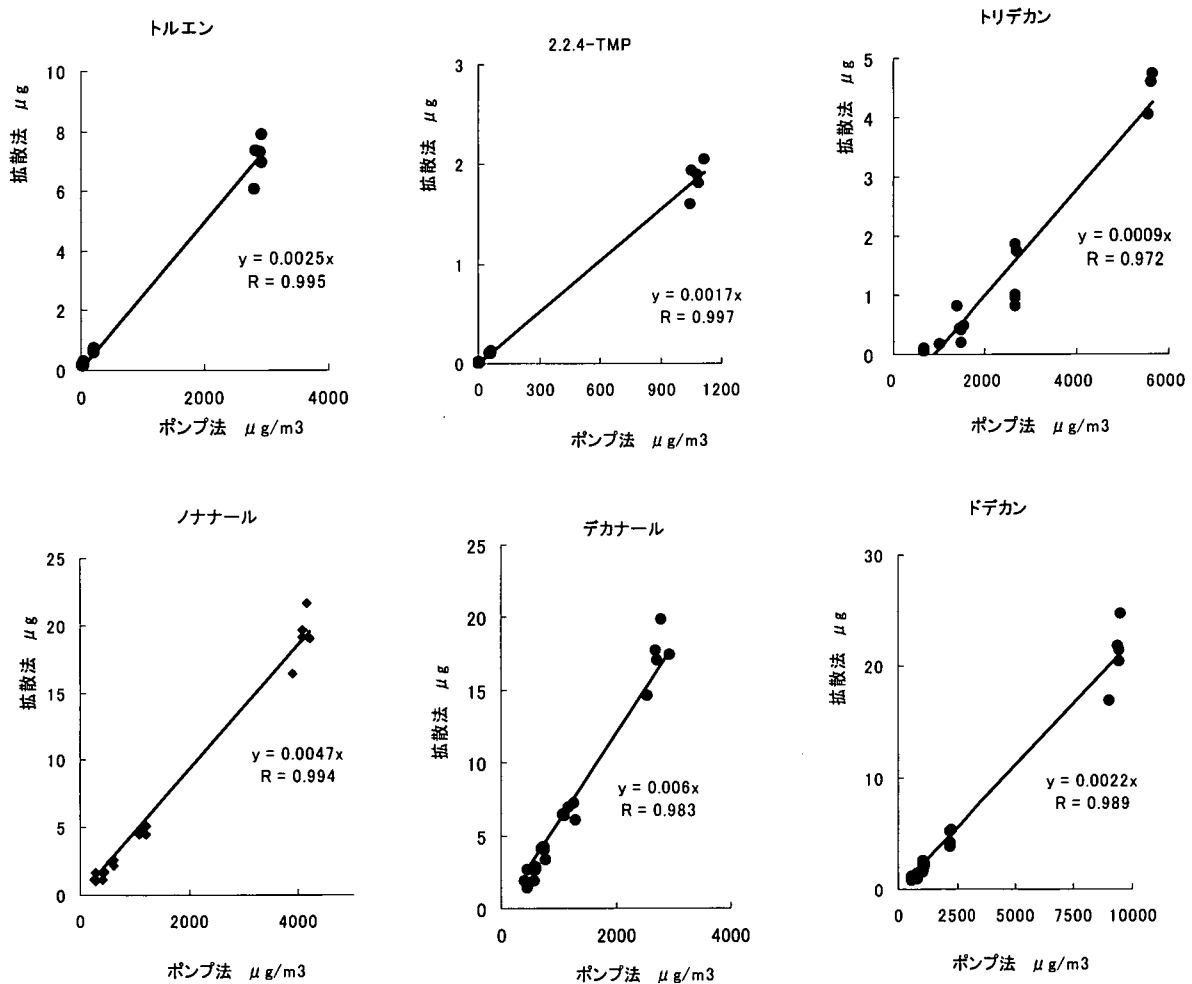 トルエン
拡散法 μg
10
8
6
4
2
0
y = 0.0025x
R = 0.995
0 2000 4000
ポンプ法 μg/m3
2.2.4-TMP
拡散法 μg
3
2
1
0
y = 0.0017x
R = 0.997
0 300 600 900 1200
ポンプ法 μg/m3
トリデカン
拡散法 μg
5
4
3
2
1
0
y = 0.0009x
R = 0.972
0 2000 4000 6000
ポンプ法 μg/m3
ノナナール
拡散法 μg
25
20
15
10
5
0
y = 0.0047x
R = 0.994
0 2000 4000
ポンプ法 μg/m3
デカナール
拡散法 μg
25
20
15
10
5
0
y = 0.006x
R = 0.983
0 2000 4000
ポンプ法 μg/m3
ドデカン
拡散法 μg
30
20
10
0
y = 0.0022x
R = 0.989
0 2500 5000 7500 10000
ポンプ法 μg/m3